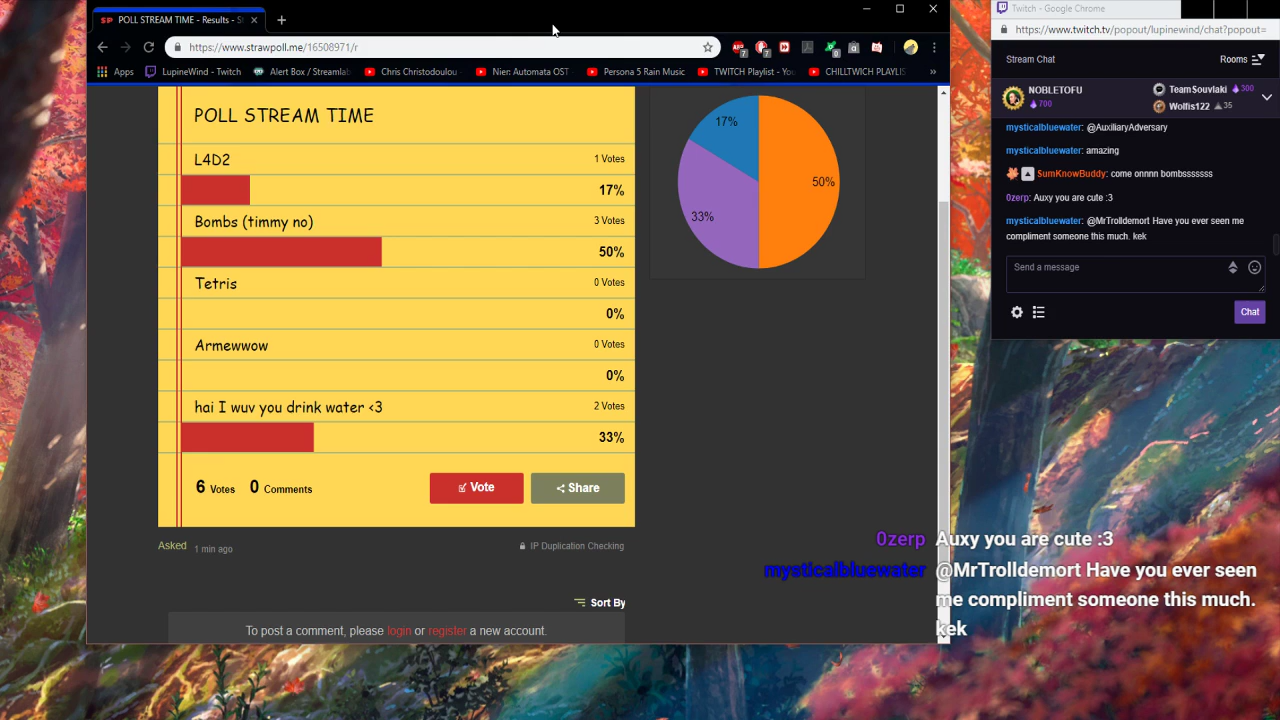 SP POLL STREAM TIME - Results - St
https://www.strawpoll.me/16508971/r
Apps LupineWind - Twitch Alert Box / Streamlab Chris Christodoulou Nier: Automata OST Persona 5 Rain Music TWITCH Playlist - You CHILLTWICH PLAYLIS »
POLL STREAM TIME
L4D2 1 Votes
17%
Bombs (timmy no) 3 Votes
50%
Tetris 0 Votes
0%
Armewwow 0 Votes
0%
hai I wuv you drink water <3 2 Votes
33%
6 Votes 0 Comments Vote Share
Asked 1 min ago IP Duplication Checking
Sort By
To post a comment, please login or register a new account.
17%
50%
33%
Twitch - Google Chrome
https://www.twitch.tv/popout/lupinewind/chat?popout=
Stream Chat Rooms
NOBLETOFU TeamSouvlaki 300
700 Wolfis122 35
mysticalbluewater: @AuxiliaryAdversary
mysticalbluewater: amazing
SumKnowBuddy: come onnnn bombsssssss
0zerp: Auxy you are cute :3
mysticalbluewater: @MrTrolldemort Have you ever seen me
compliment someone this much. kek
Send a message
Chat
0zerp Auxy you are cute :3
mysticalbluewater @MrTrolldemort Have you ever seen
me compliment someone this much.
kek